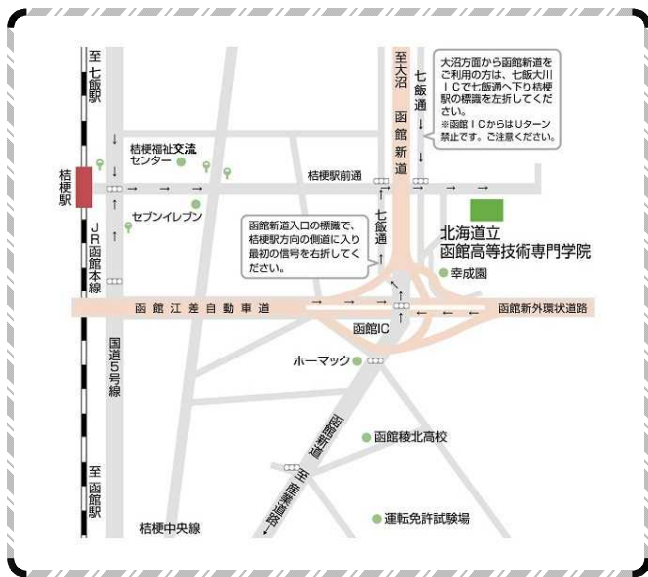 至 七飯駅
至大沼
函館新道
七飯通
大沼方面から函館新道を
ご利用の方は、七飯大川
ICで七飯通へ下り桔梗
駅の標識を左折してくだ
さい。
※函館ICからはUターン
禁止です。ご注意ください。
桔梗福祉交流
センター
桔梗駅
桔梗駅前通
セブンイレブン
七飯通
函館新道入口の標識で、
桔梗駅方向の側道に入り
最初の信号を右折してく
ださい。
北海道立
函館高等技術専門学院
幸成園
JR函館本線
函館江差自動車道
函館新外環状道路
函館IC
国道5号線
ホーマック
函館新道
函館稜北高校
至 産業道路
至 函館駅
運転免許試験場
桔梗中央線